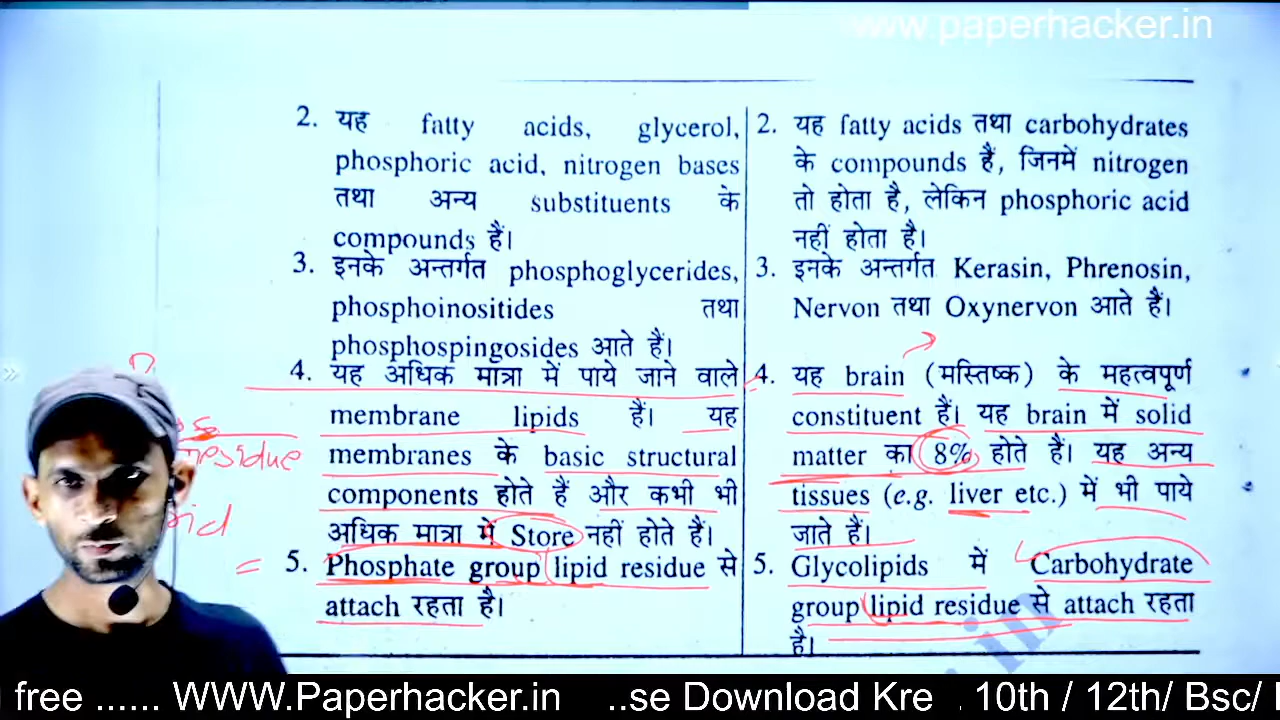 www.paperhacker.in
2. यह fatty acids, glycerol,
phosphoric acid, nitrogen bases
तथा अन्य substituents के
compounds हैं।
3. इनके अन्तर्गत phosphoglycerides,
phosphoinositides तथा
phosphospingosides आते हैं।
4. यह अधिक मात्रा में पाये जाने वाले
membrane lipids हैं। यह
membranes के basic structural
components होते हैं और कभी भी
अधिक मात्रा में Store नहीं होते हैं।
5. Phosphate group lipid residue से
attach रहता है।
2. यह fatty acids तथा carbohydrates
के compounds हैं, जिनमें nitrogen
तो होता है, लेकिन phosphoric acid
नहीं होता है।
3. इनके अन्तर्गत Kerasin, Phrenosin,
Nervon तथा Oxynervon आते हैं।
4. यह brain (मस्तिष्क) के महत्वपूर्ण
constituent हैं। यह brain में solid
matter का 8% होते हैं। यह अन्य
tissues (e.g. liver etc.) में भी पाये
जाते हैं।
5. Glycolipids में Carbohydrate
group lipid residue से attach रहता
है।
residue
in
free ...... WWW.Paperhacker.in ..se Download Kre . 10th / 12th/ Bsc/